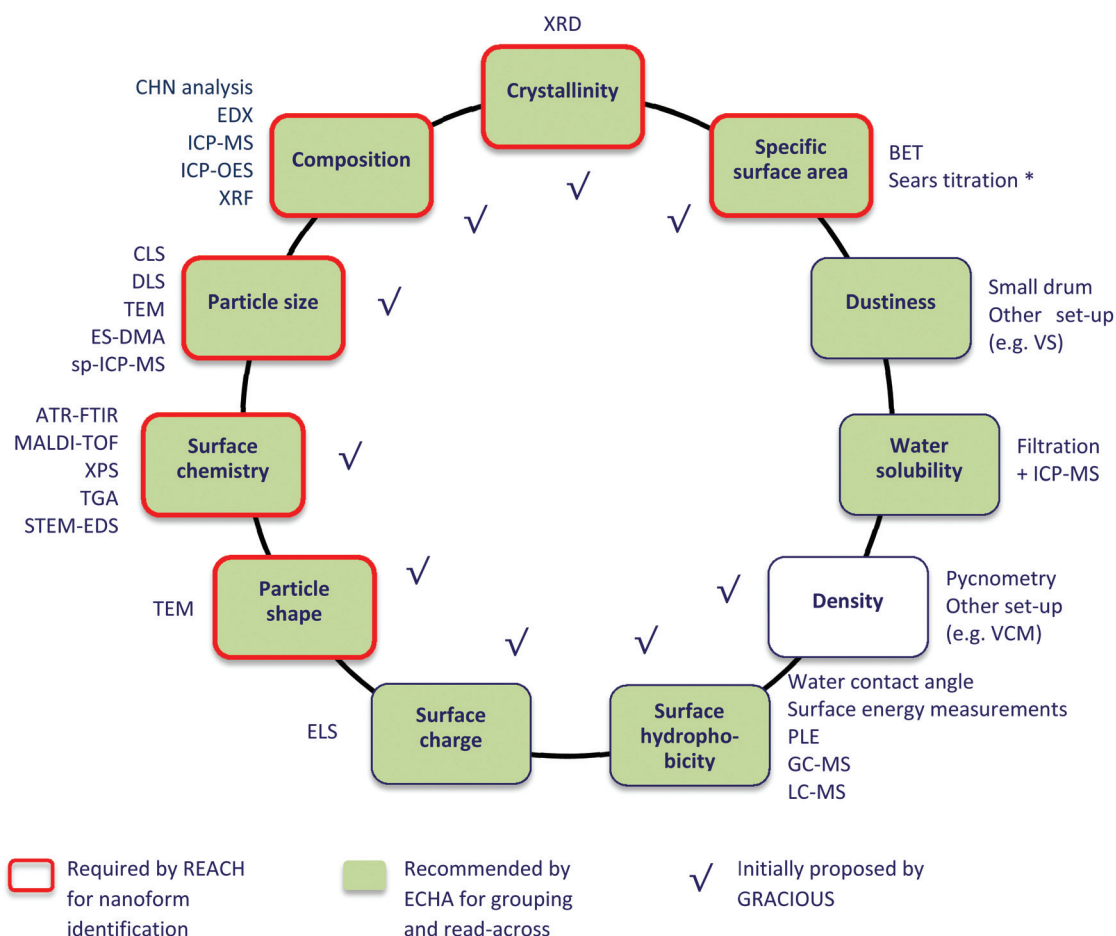 XRD
Crystallinity
CHN analysis
EDX
ICP-MS
ICP-OES
XRF
Composition
Specific
surface area
BET
Sears titration *
√
√
√
CLS
DLS
TEM
ES-DMA
sp-ICP-MS
Particle size
√
Dustiness
Small drum
Other set-up
(e.g. VS)
ATR-FTIR
MALDI-TOF
XPS
TGA
STEM-EDS
Surface
chemistry
√
Water
solubility
Filtration
+ ICP-MS
TEM
Particle
shape
√
√
Density
Pycnometry
Other set-up
(e.g. VCM)
ELS
Surface
charge
√
√
Surface
hydropho-
bicity
Water contact angle
Surface energy measurements
PLE
GC-MS
LC-MS
Required by REACH
for nanoform
identification
Recommended by
ECHA for grouping
and read-across
√
Initially proposed by
GRACIOUS